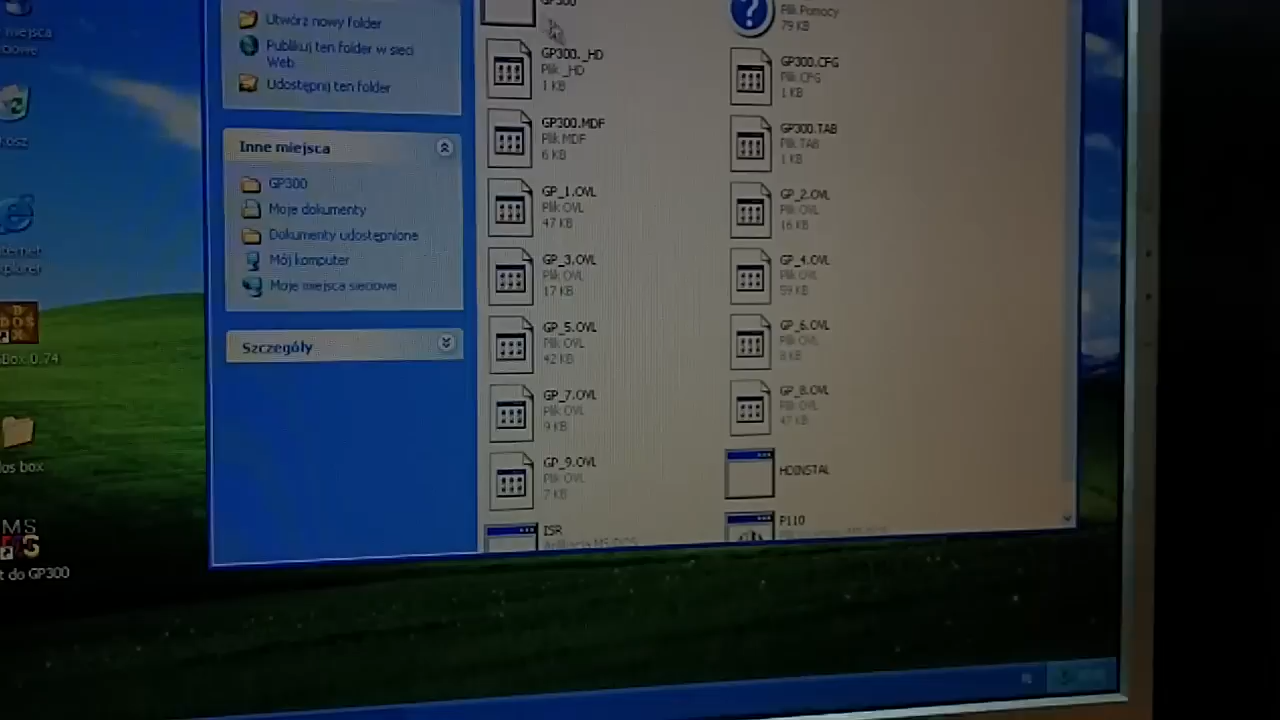 miejsca
Kosz
DOS
Box 0.74
os box
MS
t do GP300
Utwórz nowy folder
Publikuj ten folder w sieci
Web
Udostępnij ten folder
Inne miejsca
GP300
Moje dokumenty
Dokumenty udostępnione
Mój komputer
Moje miejsca sieciowe
Szczegóły
GP300
Plik Pomocy
79 KB
GP300._HD
Plik _HD
1 KB
GP300.CFG
Plik CFG
1 KB
GP300.MDF
Plik MDF
6 KB
GP300.TAB
Plik TAB
1 KB
GP_1.OVL
Plik OVL
47 KB
GP_2.OVL
Plik OVL
16 KB
GP_3.OVL
Plik OVL
17 KB
GP_4.OVL
Plik OVL
59 KB
GP_5.OVL
Plik OVL
42 KB
GP_6.OVL
Plik OVL
8 KB
GP_7.OVL
Plik OVL
9 KB
GP_8.OVL
Plik OVL
47 KB
GP_9.OVL
Plik OVL
7 KB
HDINSTAL
ISR
Aplikacja MS-DOS
P110